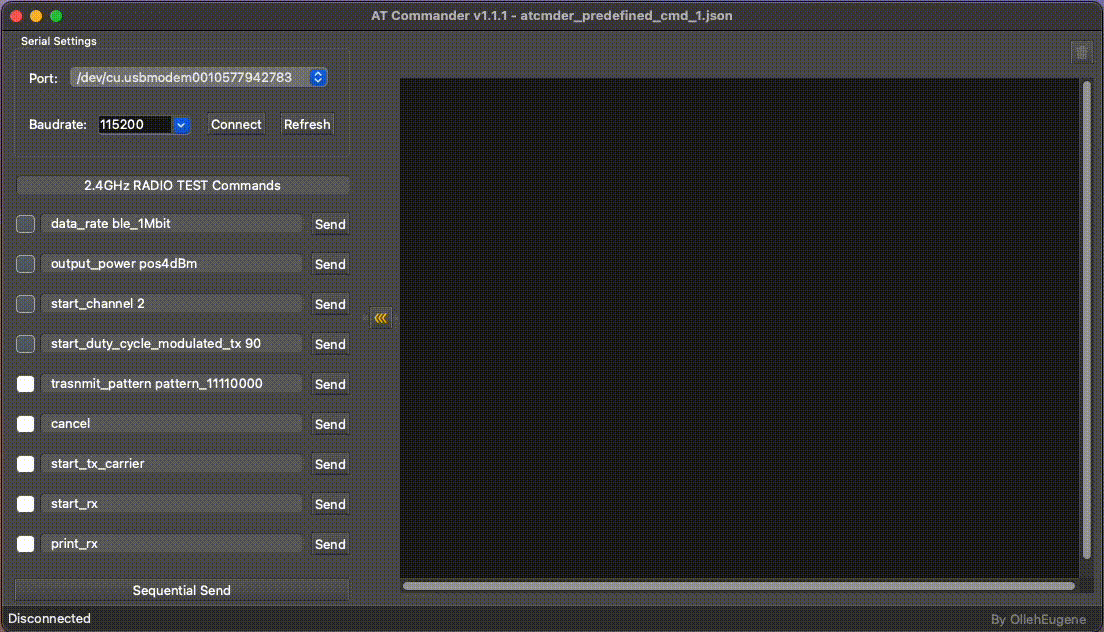 AT Commander v1.1.1 - atcmder_predefined_cmd_1.json
Serial Settings
Port: /dev/cu.usbmodem0010577942783
Baudrate: 115200 Connect Refresh
2.4GHz RADIO TEST Commands
data_rate ble_1Mbit Send
output_power pos4dBm Send
start_channel 2 Send
start_duty_cycle_modulated_tx 90 Send
trasnmit_pattern pattern_11110000 Send
cancel Send
start_tx_carrier Send
start_rx Send
print_rx Send
Sequential Send
Disconnected By OllehEugene